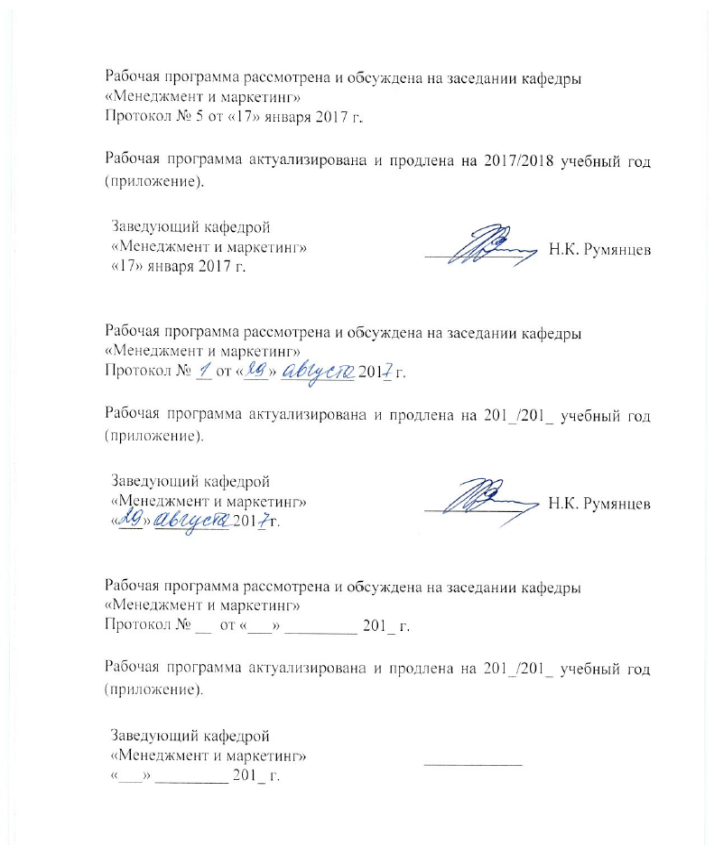 Рабочая программа рассмотрена и обсуждена на заседании кафедры
«Менеджмент и маркетинг»
Протокол № 5 от «17» января 2017 г.
Рабочая программа актуализирована и продлена на 2017/2018 учебный год
(приложение).
Заведующий кафедрой
«Менеджмент и маркетинг»
«17» января 2017 г.
Н.К. Румянцев
Рабочая программа рассмотрена и обсуждена на заседании кафедры
«Менеджмент и маркетинг»
Протокол № 1 от «29» августа 2017 г.
Рабочая программа актуализирована и продлена на 201_/201_ учебный год
(приложение).
Заведующий кафедрой
«Менеджмент и маркетинг»
«29» августа 2017г.
Н.К. Румянцев
Рабочая программа рассмотрена и обсуждена на заседании кафедры
«Менеджмент и маркетинг»
Протокол № __ от «___» _________ 201_ г.
Рабочая программа актуализирована и продлена на 201_/201_ учебный год
(приложение).
Заведующий кафедрой
«Менеджмент и маркетинг»
«___» _________ 201_ г.